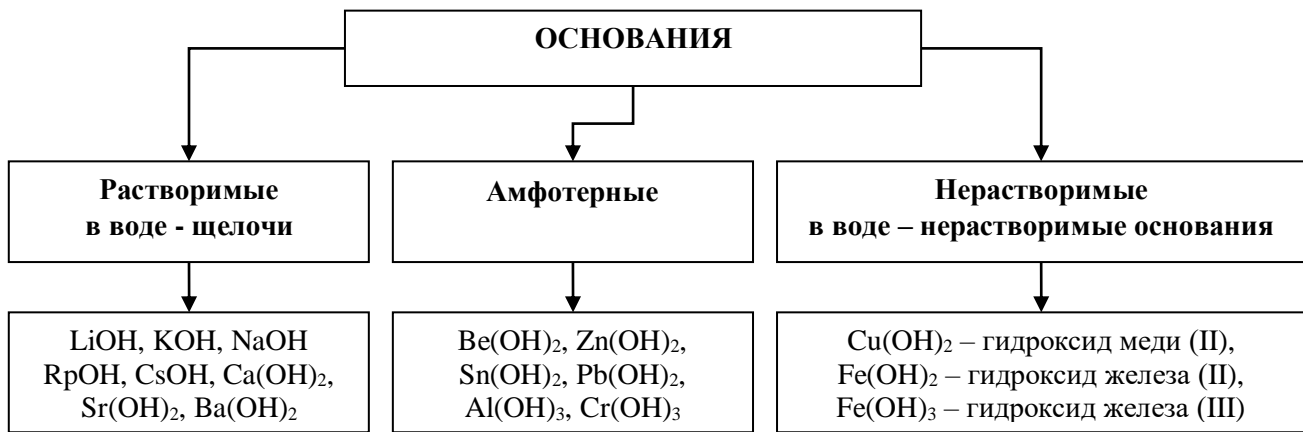 ОСНОВАНИЯ
Растворимые
в воде - щелочи
Амфотерные
Нерастворимые
в воде – нерастворимые основания
LiOH, KOH, NaOH
RpOH, CsOH, Ca(OH)₂,
Sr(OH)₂, Ba(OH)₂
Be(OH)₂, Zn(OH)₂,
Sn(OH)₂, Pb(OH)₂,
Al(OH)₃, Cr(OH)₃
Cu(OH)₂ – гидроксид меди (II),
Fe(OH)₂ – гидроксид железа (II),
Fe(OH)₃ – гидроксид железа (III)